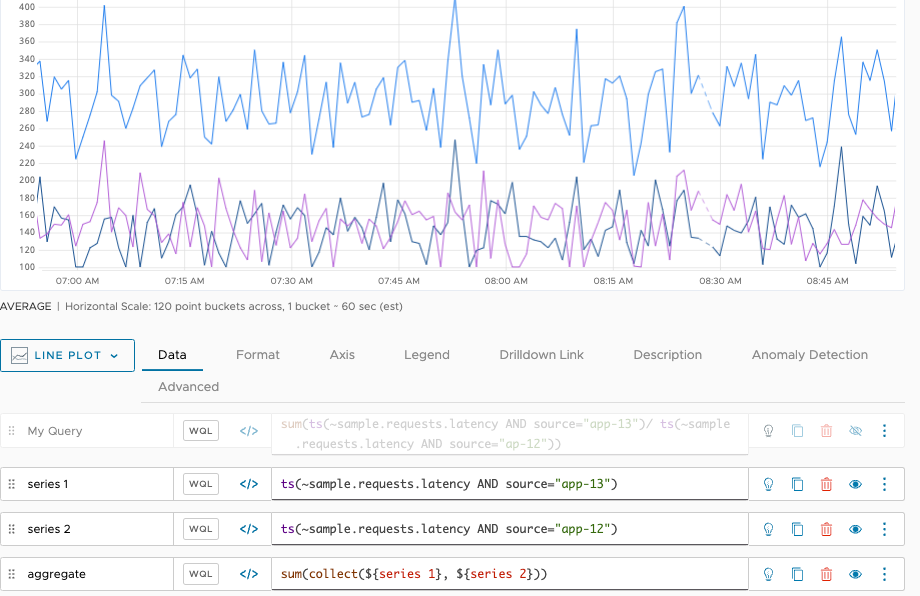 400
380
360
340
320
300
280
260
240
220
200
180
160
140
120
100
07:00 AM 07:15 AM 07:30 AM 07:45 AM 08:00 AM 08:15 AM 08:30 AM 08:45 AM
AVERAGE | Horizontal Scale: 120 point buckets across, 1 bucket ~ 60 sec (est)
LINE PLOT Data Format Axis Legend Drilldown Link Description Anomaly Detection
Advanced
My Query WQL </> sum(ts(~sample.requests.latency AND source="app-13")/ ts(~sample
.requests.latency AND source="ap-12"))
series 1 WQL </> ts(~sample.requests.latency AND source="app-13")
series 2 WQL </> ts(~sample.requests.latency AND source="app-12")
aggregate WQL </> sum(collect(${series 1}, ${series 2}))